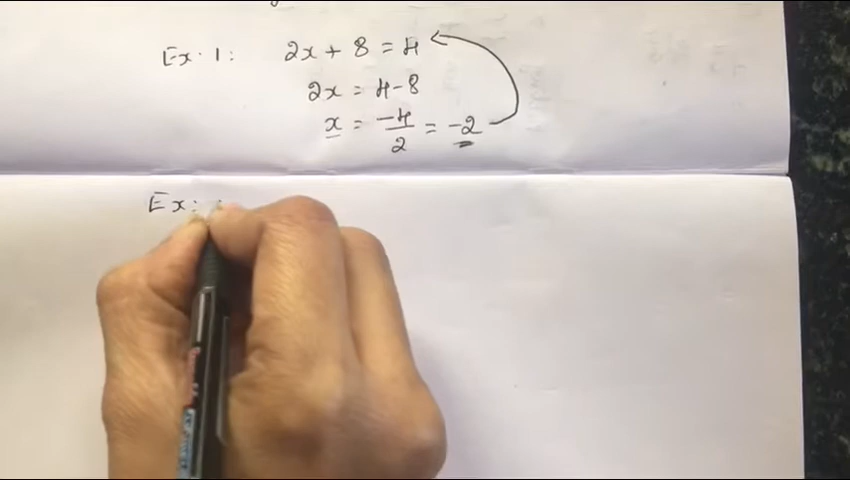 Ex. 1: 2x + 8 = 4
2x = 4 - 8
x = -4/2 = -2
Ex: